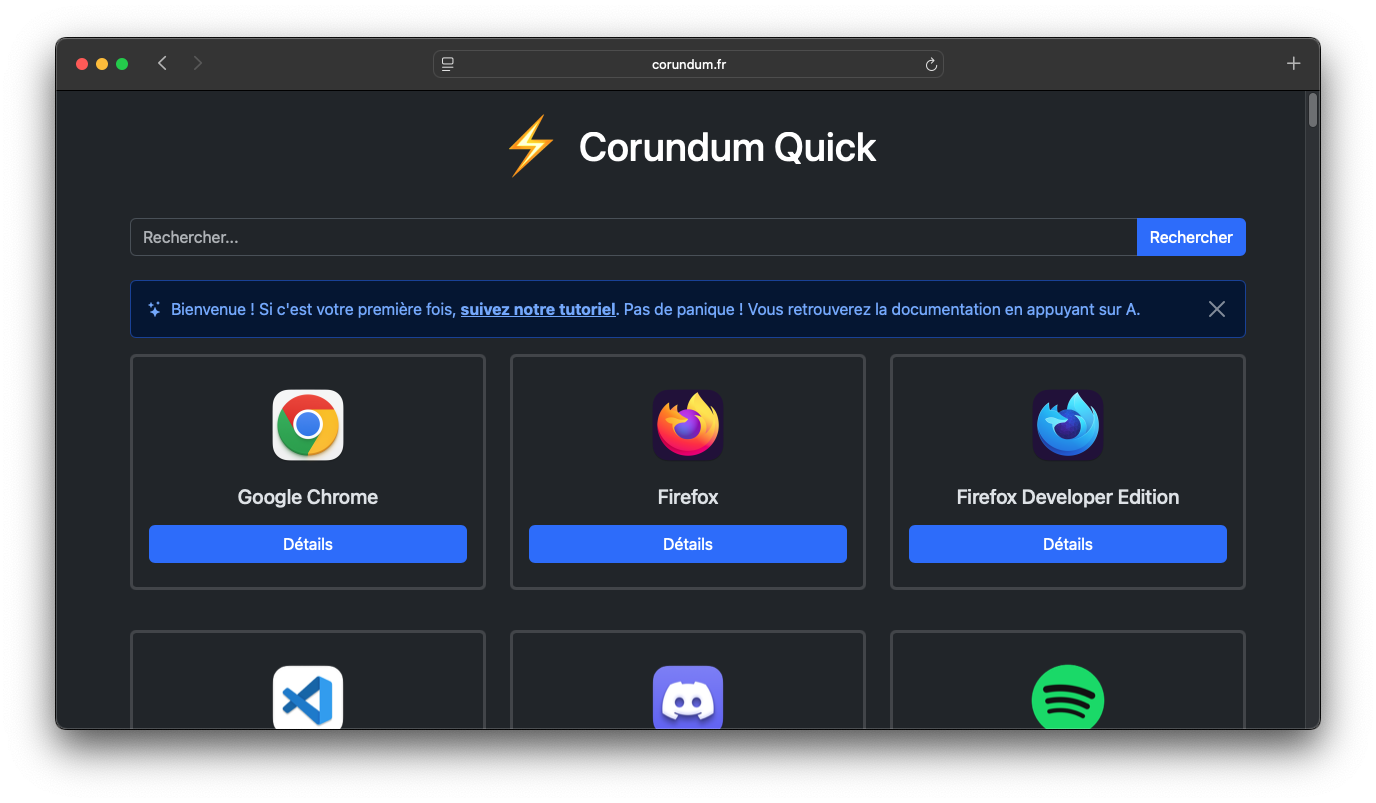 corundum.fr
Corundum Quick
Rechercher...
Rechercher
Bienvenue ! Si c'est votre première fois, suivez notre tutoriel. Pas de panique ! Vous retrouverez la documentation en appuyant sur A.
Google Chrome
Firefox
Firefox Developer Edition
Détails
Détails
Détails